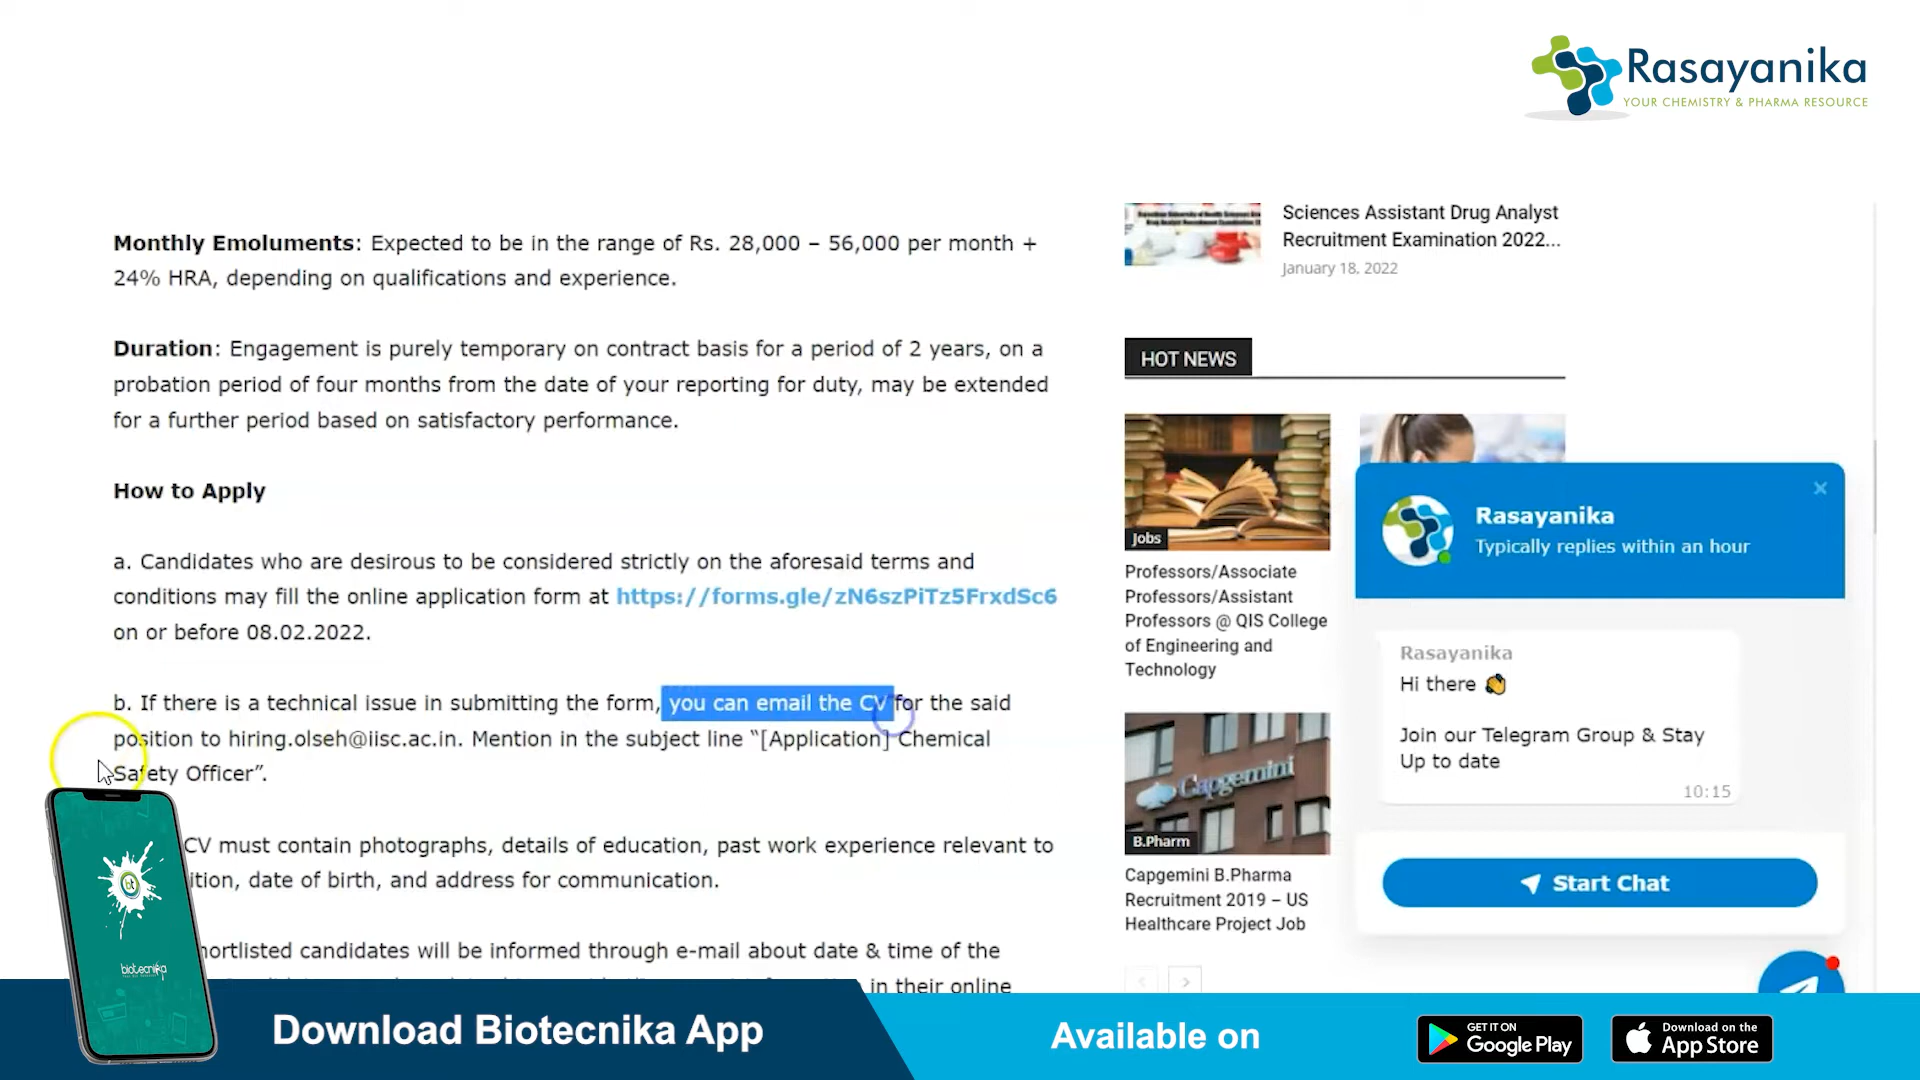 Rasayanika
YOUR CHEMISTRY & PHARMA RESOURCE
Monthly Emoluments: Expected to be in the range of Rs. 28,000 – 56,000 per month +
24% HRA, depending on qualifications and experience.
Duration: Engagement is purely temporary on contract basis for a period of 2 years, on a
probation period of four months from the date of your reporting for duty, may be extended
for a further period based on satisfactory performance.
How to Apply
a. Candidates who are desirous to be considered strictly on the aforesaid terms and
conditions may fill the online application form at https://forms.gle/zN6szPiTz5FrxdSc6
on or before 08.02.2022.
b. If there is a technical issue in submitting the form, you can email the CV for the said
position to hiring.olseh@iisc.ac.in. Mention in the subject line “[Application] Chemical
Safety Officer”.
CV must contain photographs, details of education, past work experience relevant to
ition, date of birth, and address for communication.
hortlisted candidates will be informed through e-mail about date & time of the
in their online
Sciences Assistant Drug Analyst
Recruitment Examination 2022...
January 18, 2022
HOT NEWS
Jobs
Professors/Associate
Professors/Assistant
Professors @ QIS College
of Engineering and
Technology
Capgemini
B.Pharm
Capgemini B.Pharma
Recruitment 2019 – US
Healthcare Project Job
Rasayanika
Typically replies within an hour
Rasayanika
Hi there
Join our Telegram Group & Stay
Up to date
10:15
Start Chat
bt
biotecnika
Download Biotecnika App
Available on
GET IT ON
Google Play
Download on the
App Store